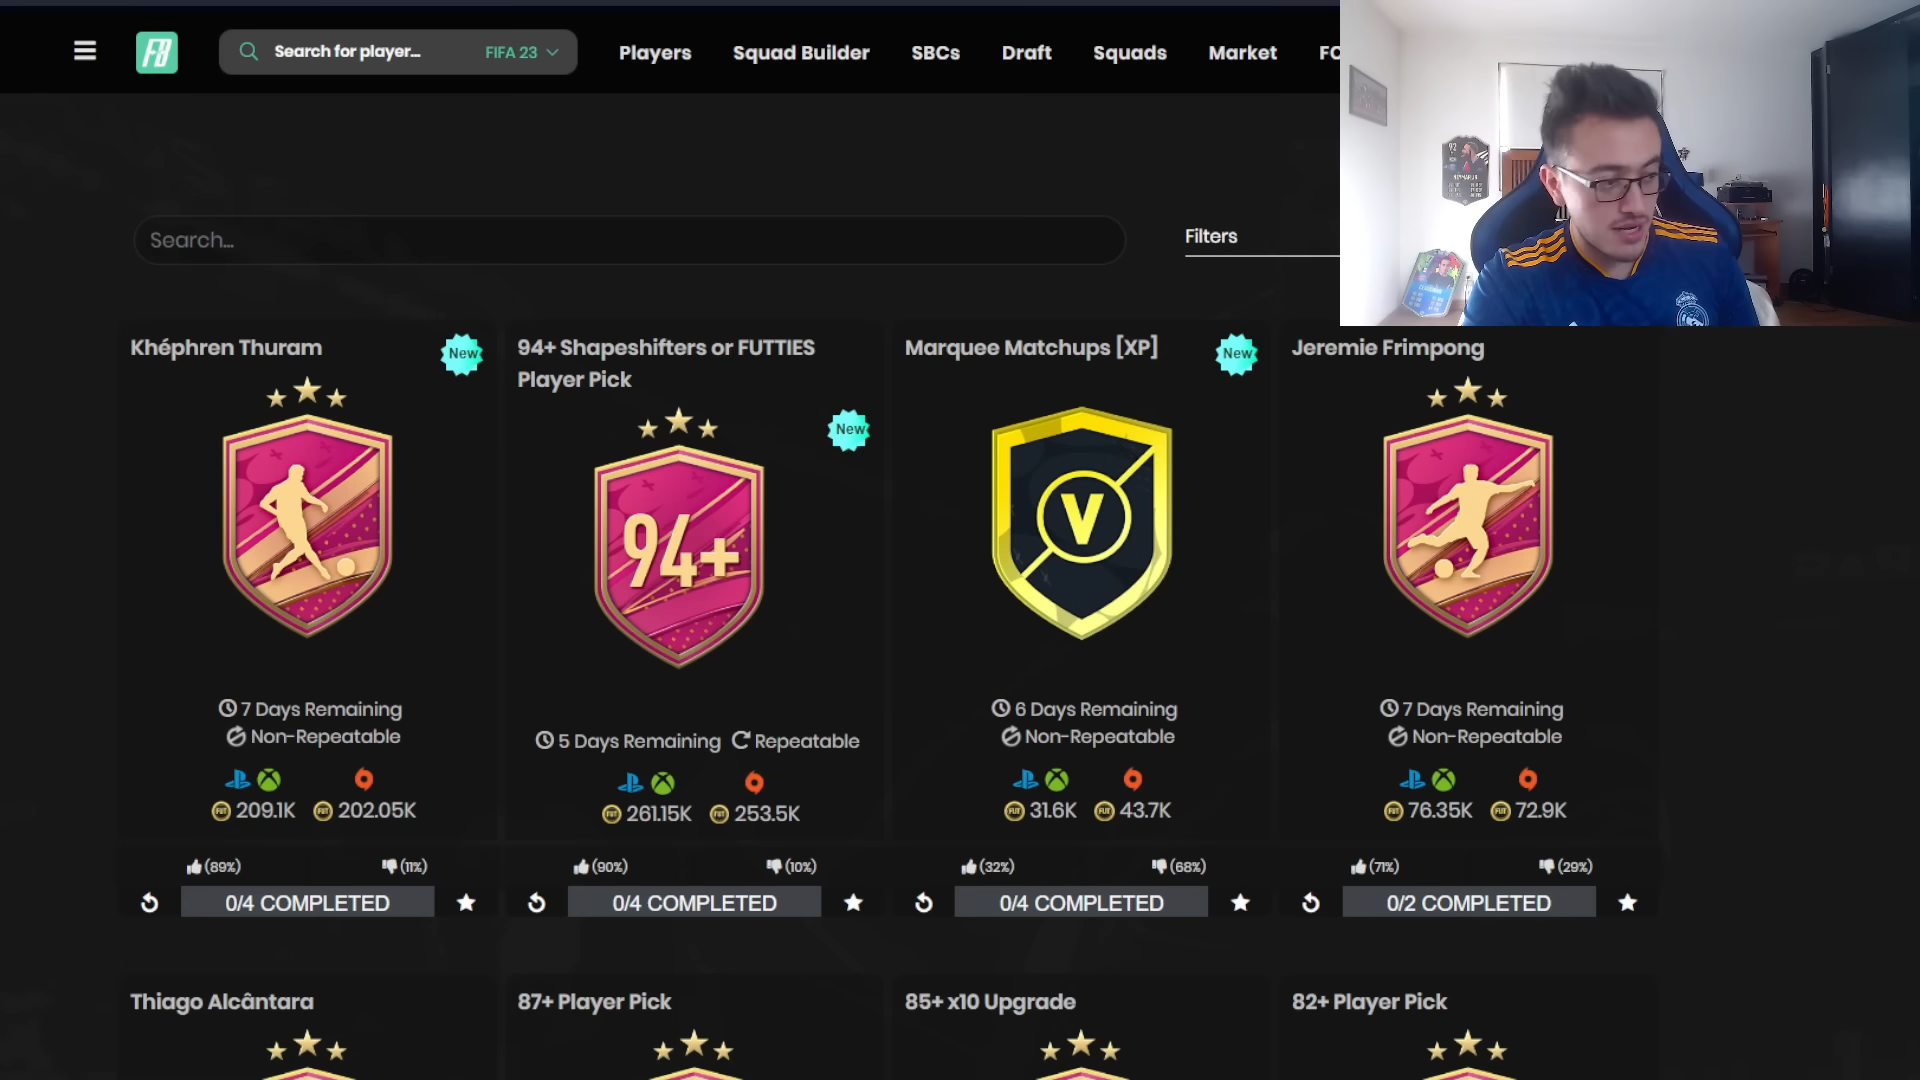 Search for player...
FIFA 23
Players
Squad Builder
SBCs
Draft
Squads
Market
FC
Search...
Filters
Khéphren Thuram
New
7 Days Remaining
Non-Repeatable
209.1K
202.05K
(89%)
(11%)
0/4 COMPLETED
94+ Shapeshifters or FUTTIES
Player Pick
New
94+
5 Days Remaining
Repeatable
261.15K
253.5K
(90%)
(10%)
0/4 COMPLETED
Marquee Matchups [XP]
New
V
6 Days Remaining
Non-Repeatable
31.6K
43.7K
(32%)
(68%)
0/4 COMPLETED
Jeremie Frimpong
7 Days Remaining
Non-Repeatable
76.35K
72.9K
(71%)
(29%)
0/2 COMPLETED
Thiago Alcântara
87+ Player Pick
85+ x10 Upgrade
82+ Player Pick